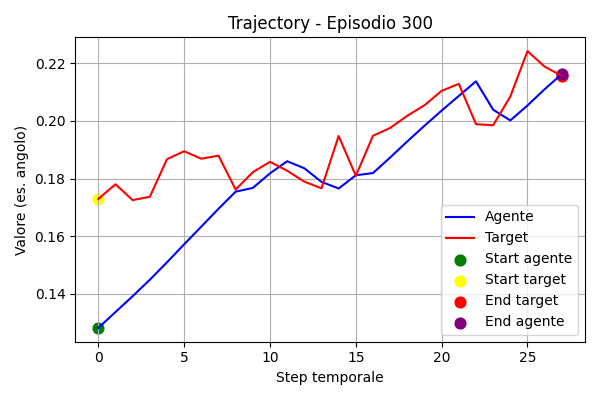 Trajectory - Episodio 300
Valore (es. angolo)
0.22
0.20
0.18
0.16
0.14
0
5
10
15
20
25
Step temporale
Agente
Target
Start agente
Start target
End target
End agente